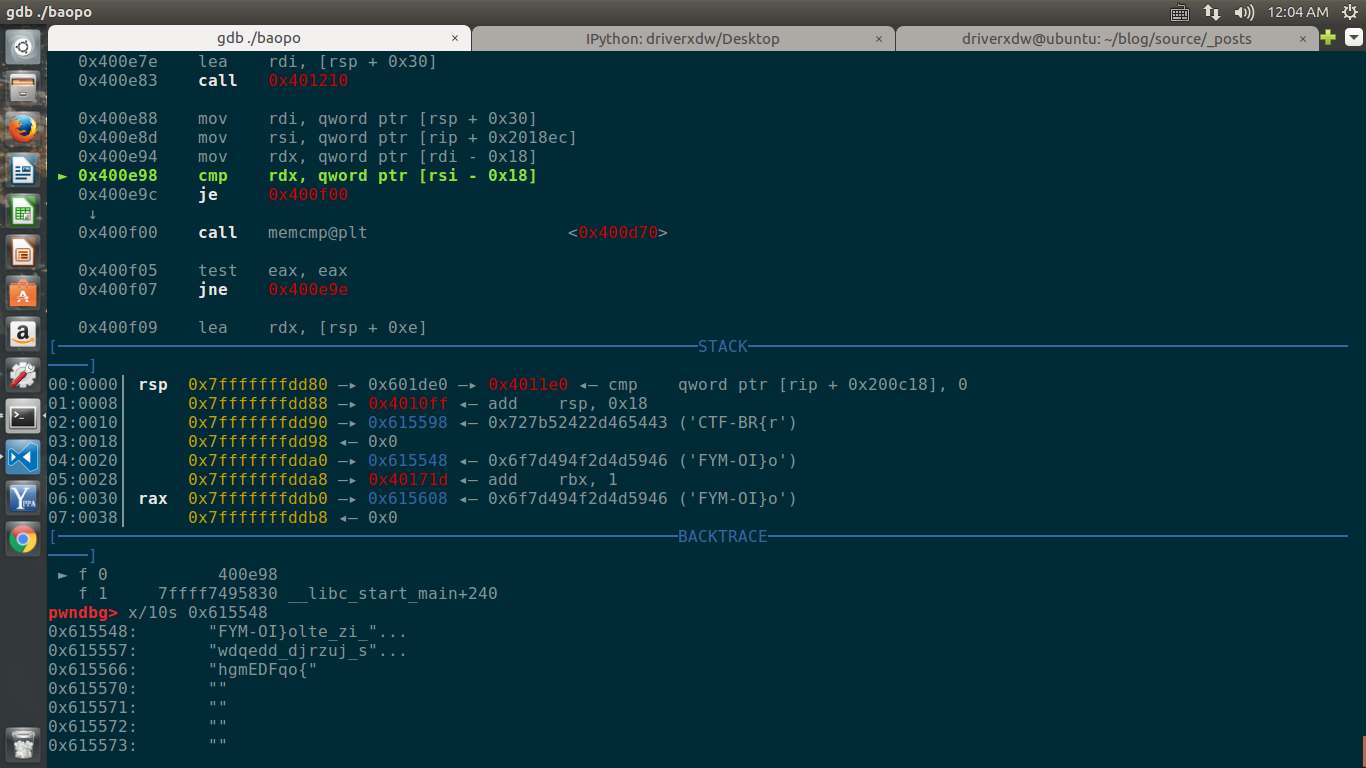 gdb ./baopo
12:04 AM
gdb ./baopo × IPython: driverxdw/Desktop × driverxdw@ubuntu: ~/blog/source/_posts ×
0x400e7e lea rdi, [rsp + 0x30]
0x400e83 call 0x401210
0x400e88 mov rdi, qword ptr [rsp + 0x30]
0x400e8d mov rsi, qword ptr [rip + 0x2018ec]
0x400e94 mov rdx, qword ptr [rdi - 0x18]
► 0x400e98 cmp rdx, qword ptr [rsi - 0x18]
0x400e9c je 0x400f00
↓
0x400f00 call memcmp@plt <0x400d70>
0x400f05 test eax, eax
0x400f07 jne 0x400e9e
0x400f09 lea rdx, [rsp + 0xe]
[─STACK─
─]
00:0000│ rsp 0x7fffffffdd80 —▸ 0x601de0 —▸ 0x4011e0 ◂— cmp qword ptr [rip + 0x200c18], 0
01:0008│ 0x7fffffffdd88 —▸ 0x4010ff ◂— add rsp, 0x18
02:0010│ 0x7fffffffdd90 —▸ 0x615598 ◂— 0x727b52422d465443 ('CTF-BR{r')
03:0018│ 0x7fffffffdd98 ◂— 0x0
04:0020│ 0x7fffffffdda0 —▸ 0x615548 ◂— 0x6f7d494f2d4d5946 ('FYM-OI}o')
05:0028│ 0x7fffffffdda8 —▸ 0x40171d ◂— add rbx, 1
06:0030│ rax 0x7fffffffddb0 —▸ 0x615608 ◂— 0x6f7d494f2d4d5946 ('FYM-OI}o')
07:0038│ 0x7fffffffddb8 ◂— 0x0
[─BACKTRACE─
─]
► f 0 400e98
f 1 7ffff7495830 __libc_start_main+240
pwndbg> x/10s 0x615548
0x615548: "FYM-OI}olte_zi_"...
0x615557: "wdqedd_djrzuj_s"...
0x615566: "hgmEDFqo{"
0x615570: ""
0x615571: ""
0x615572: ""
0x615573: ""